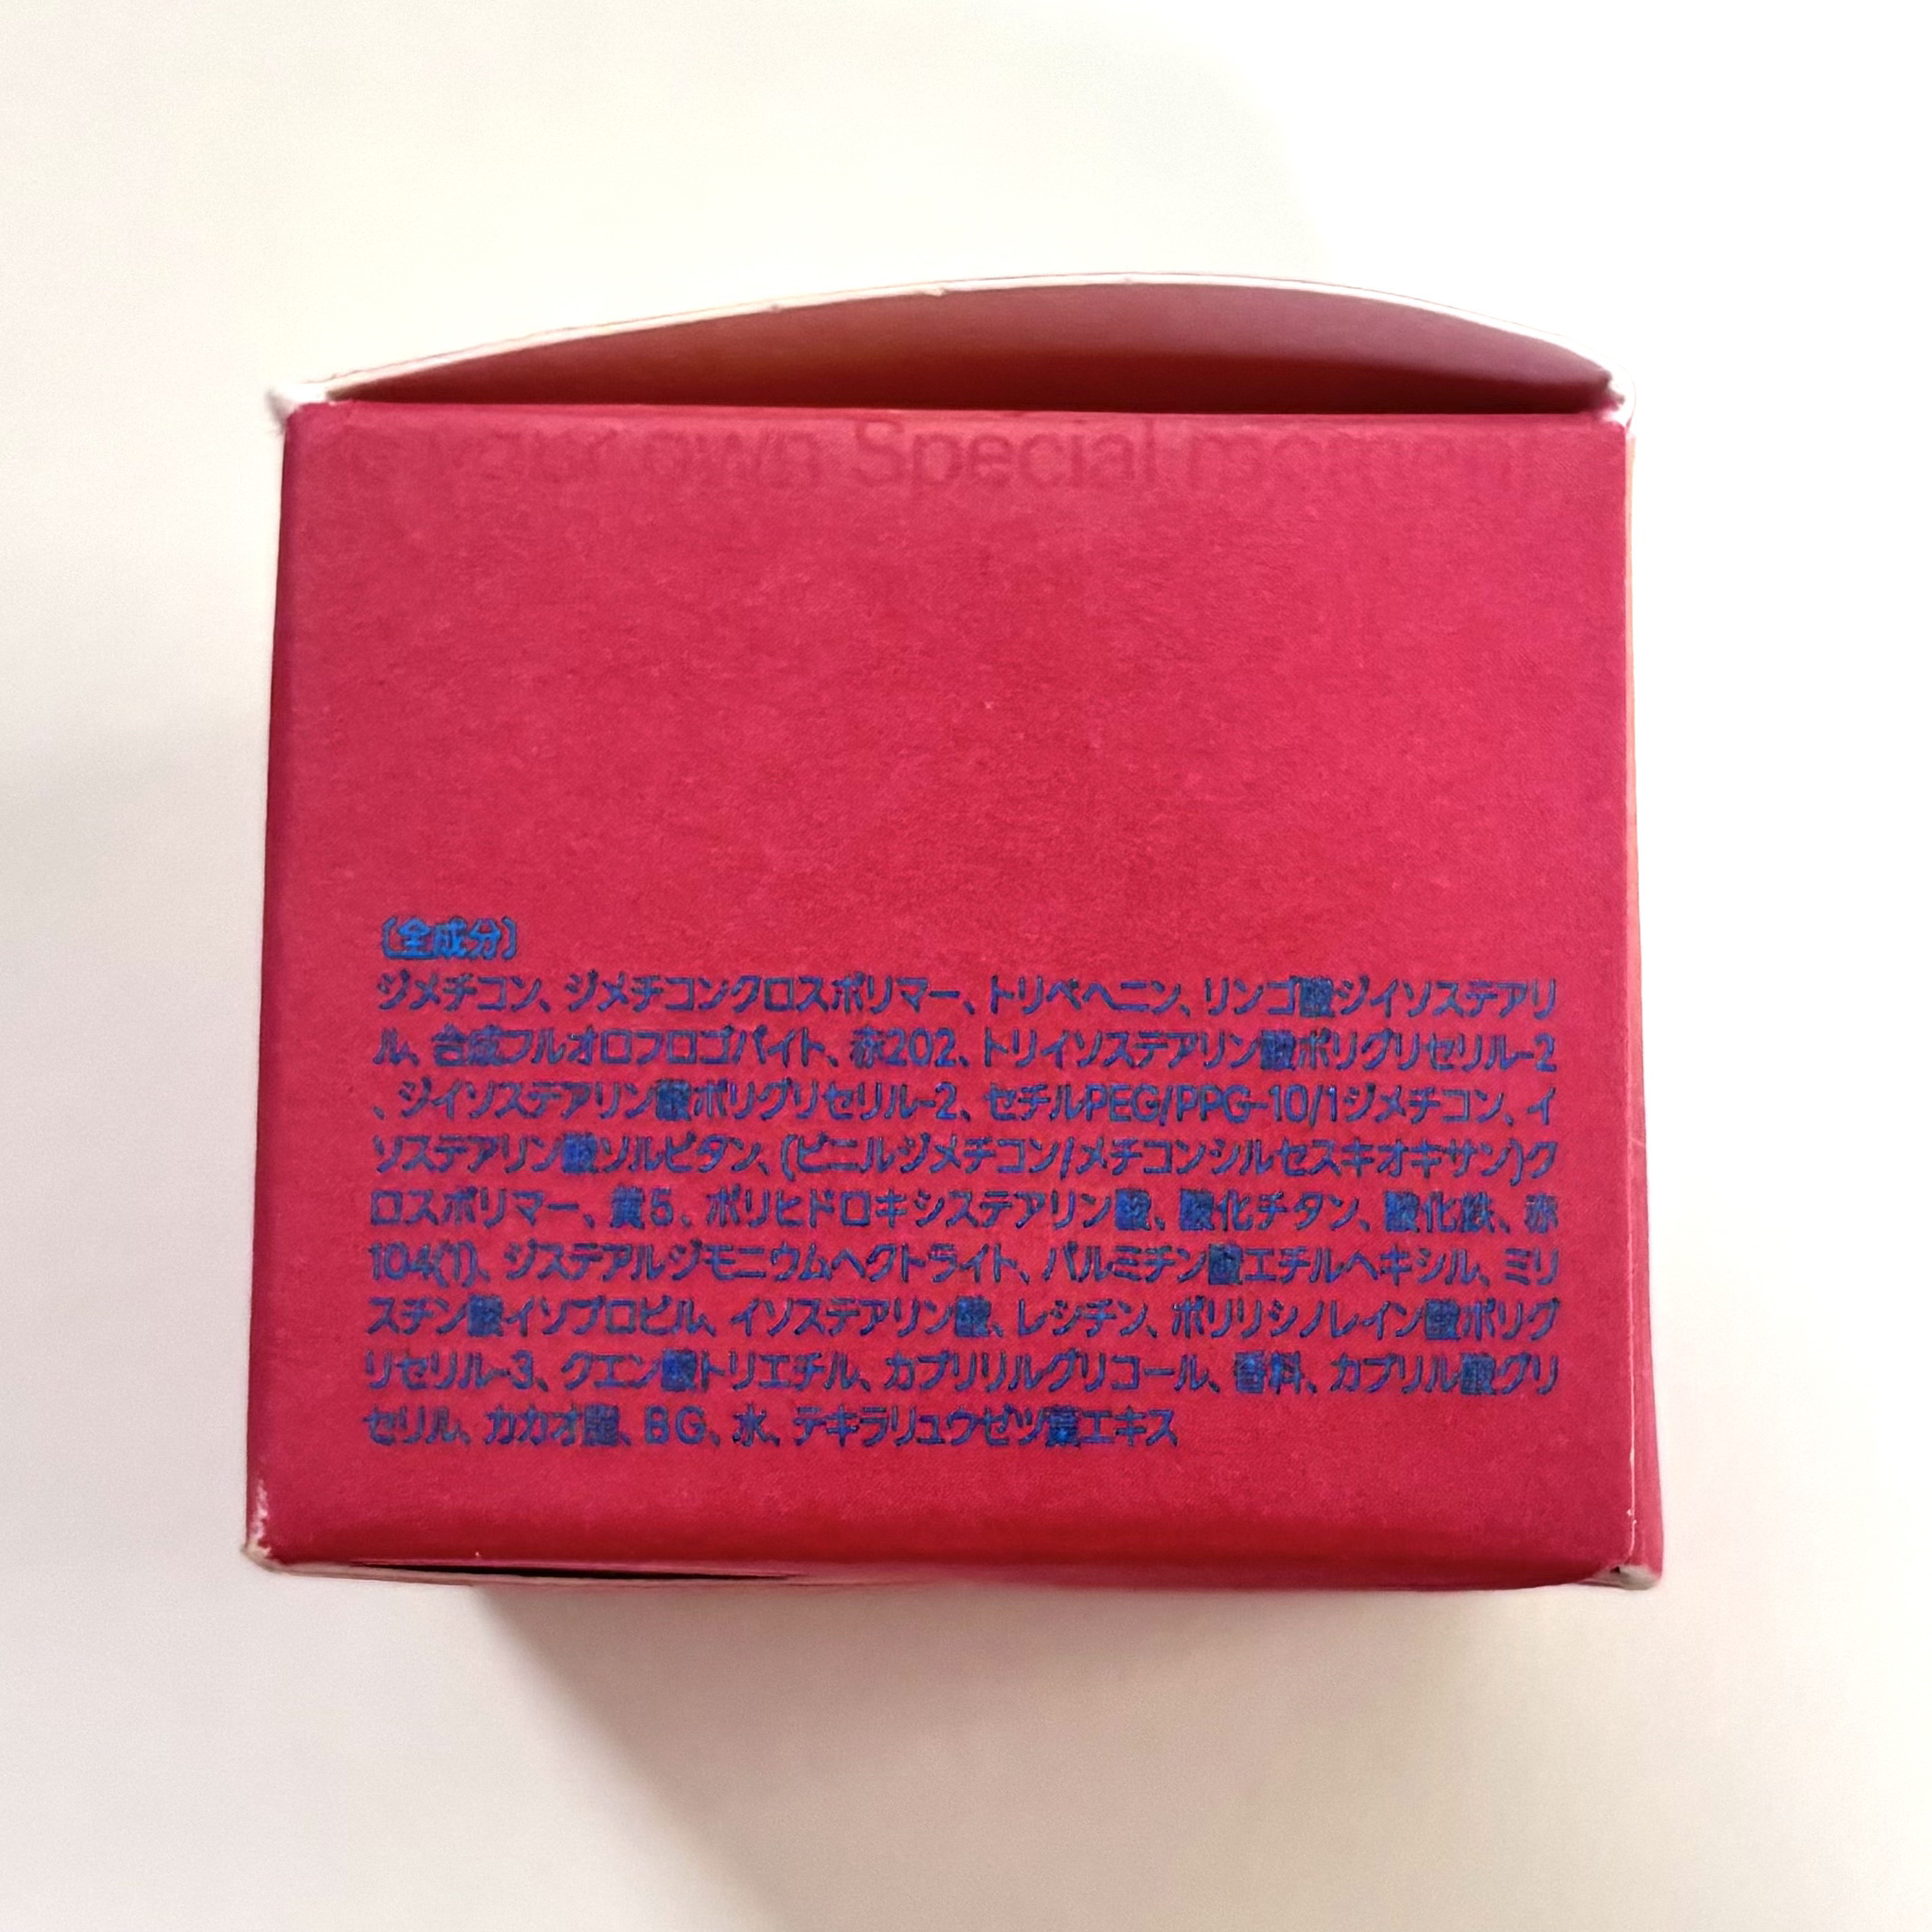 your own Special moment
〔全成分〕
ジメチコン、ジメチコンクロスポリマー、トリベヘニン、リンゴ酸ジイソステアリ
ル、合成フルオロフロゴパイト、赤202、トリイソステアリン酸ポリグリセリル-2
、ジイソステアリン酸ポリグリセリル-2、セチルPEG/PPG-10/1ジメチコン、イ
ソステアリン酸ソルビタン、(ビニルジメチコン/メチコンシルセスキオキサン)ク
ロスポリマー、黄5、ポリヒドロキシステアリン酸、酸化チタン、酸化鉄、赤
104(1)、ジステアルジモニウムヘクトライト、パルミチン酸エチルヘキシル、ミリ
スチン酸イソプロピル、イソステアリン酸、レシチン、ポリリシノレイン酸ポリグ
リセリル-3、クエン酸トリエチル、カプリリルグリコール、香料、カプリル酸グリ
セリル、カカオ脂、BG、水、テキラリュウゼツ葉エキス